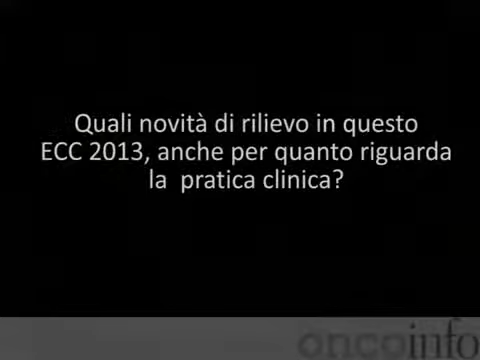 Quali novità di rilievo in questo
ECC 2013, anche per quanto riguarda
la pratica clinica?
oncoinfo